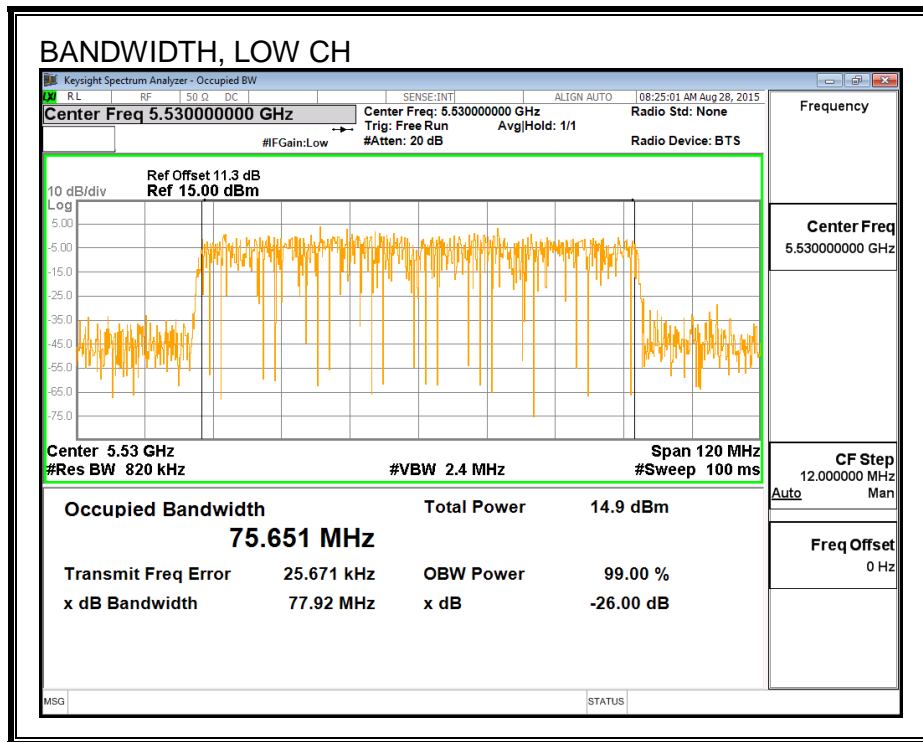 BANDWIDTH, LOW CH
Keysight Spectrum Analyzer - Occupied BW
LXI RL RF 50 Ω DC SENSE:INT ALIGN AUTO 08:25:01 AM Aug 28, 2015
Center Freq 5.530000000 GHz
Center Freq: 5.530000000 GHz Radio Std: None
Trig: Free Run Avg|Hold: 1/1
#IFGain:Low #Atten: 20 dB Radio Device: BTS
Frequency
Ref Offset 11.3 dB
10 dB/div Ref 15.00 dBm
Log
5.00
-5.00
-15.0
-25.0
-35.0
-45.0
-55.0
-65.0
-75.0
Center 5.53 GHz Span 120 MHz
#Res BW 820 kHz #VBW 2.4 MHz #Sweep 100 ms
Center Freq
5.530000000 GHz
CF Step
12.000000 MHz
Auto Man
Freq Offset
0 Hz
Occupied Bandwidth Total Power 14.9 dBm
75.651 MHz
Transmit Freq Error 25.671 kHz OBW Power 99.00 %
x dB Bandwidth 77.92 MHz x dB -26.00 dB
MSG STATUS